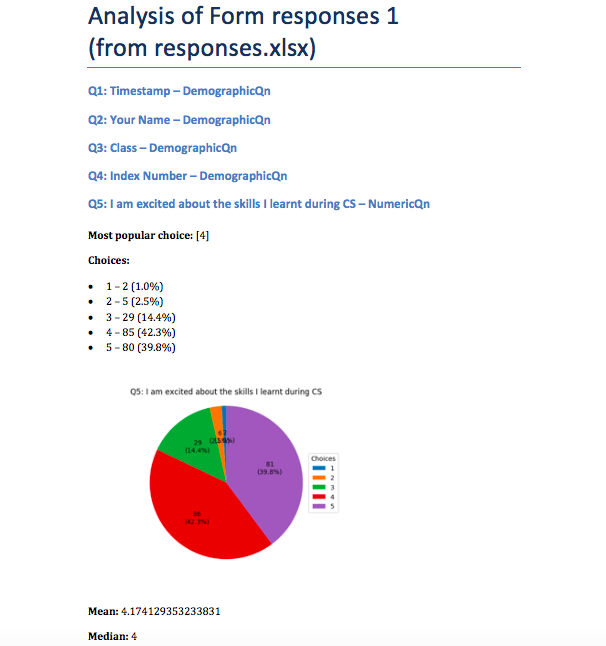 Analysis of Form responses 1
(from responses.xlsx)
Q1: Timestamp – DemographicQn
Q2: Your Name – DemographicQn
Q3: Class – DemographicQn
Q4: Index Number – DemographicQn
Q5: I am excited about the skills I learnt during CS – NumericQn
Most popular choice: [4]
Choices:
• 1 – 2 (1.0%)
• 2 – 5 (2.5%)
• 3 – 29 (14.4%)
• 4 – 85 (42.3%)
• 5 – 80 (39.8%)
Q5: I am excited about the skills I learnt during CS
29
(14.4%)
81
(39.8%)
86
(42.3%)
Choices
1
2
3
4
5
Mean: 4.174129353233831
Median: 4